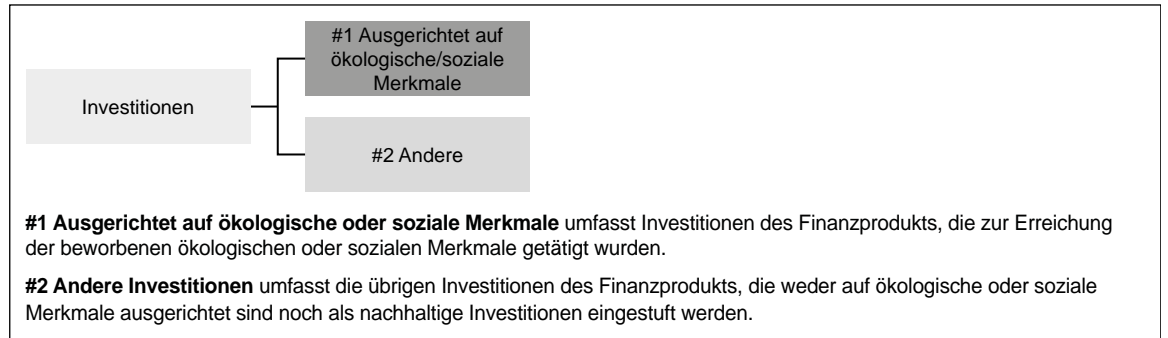 #1 Ausgerichtet auf
ökologische/soziale
Merkmale
Investitionen
#2 Andere
#1 Ausgerichtet auf ökologische oder soziale Merkmale umfasst Investitionen des Finanzprodukts, die zur Erreichung
der beworbenen ökologischen oder sozialen Merkmale getätigt wurden.
#2 Andere Investitionen umfasst die übrigen Investitionen des Finanzprodukts, die weder auf ökologische oder soziale
Merkmale ausgerichtet sind noch als nachhaltige Investitionen eingestuft werden.